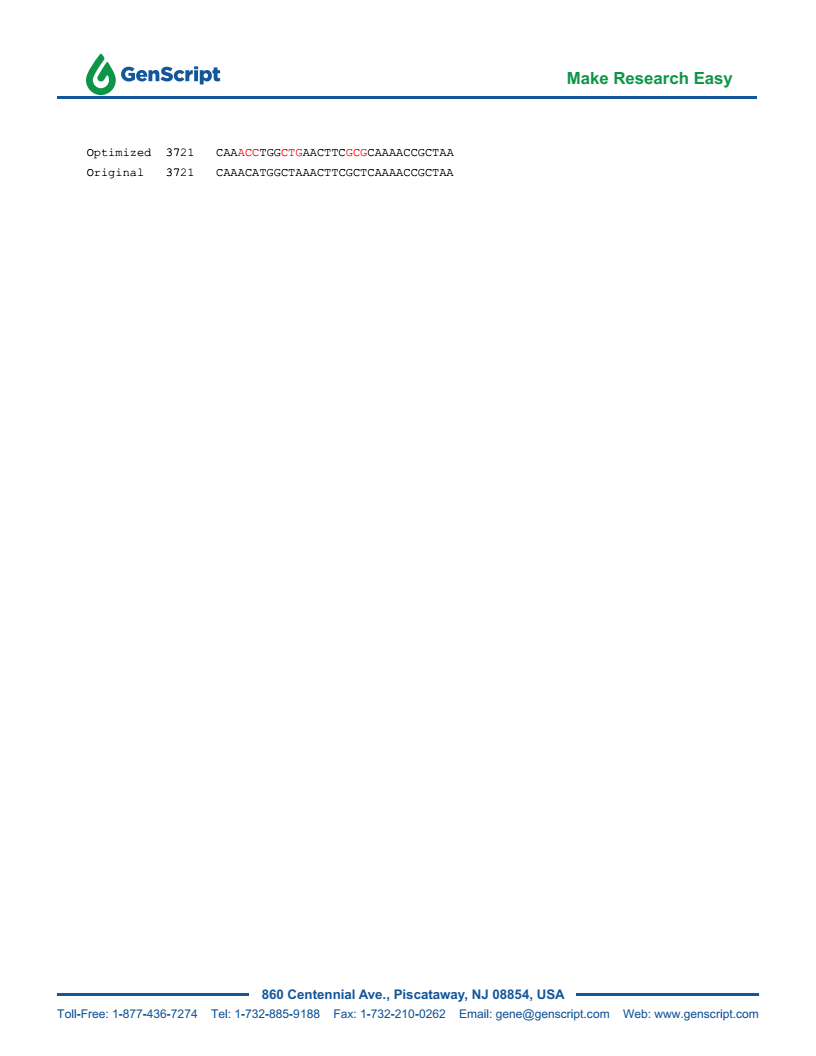 GenScript
Make Research Easy
Optimized 3721 CAAACCTGGCTGAACTTCGCGCAAAACCGCTAA
Original 3721 CAAACATGGCTAAACTTCGCTCAAAACCGCTAA
860 Centennial Ave., Piscataway, NJ 08854, USA
Toll-Free: 1-877-436-7274 Tel: 1-732-885-9188 Fax: 1-732-210-0262 Email: gene@genscript.com Web: www.genscript.com